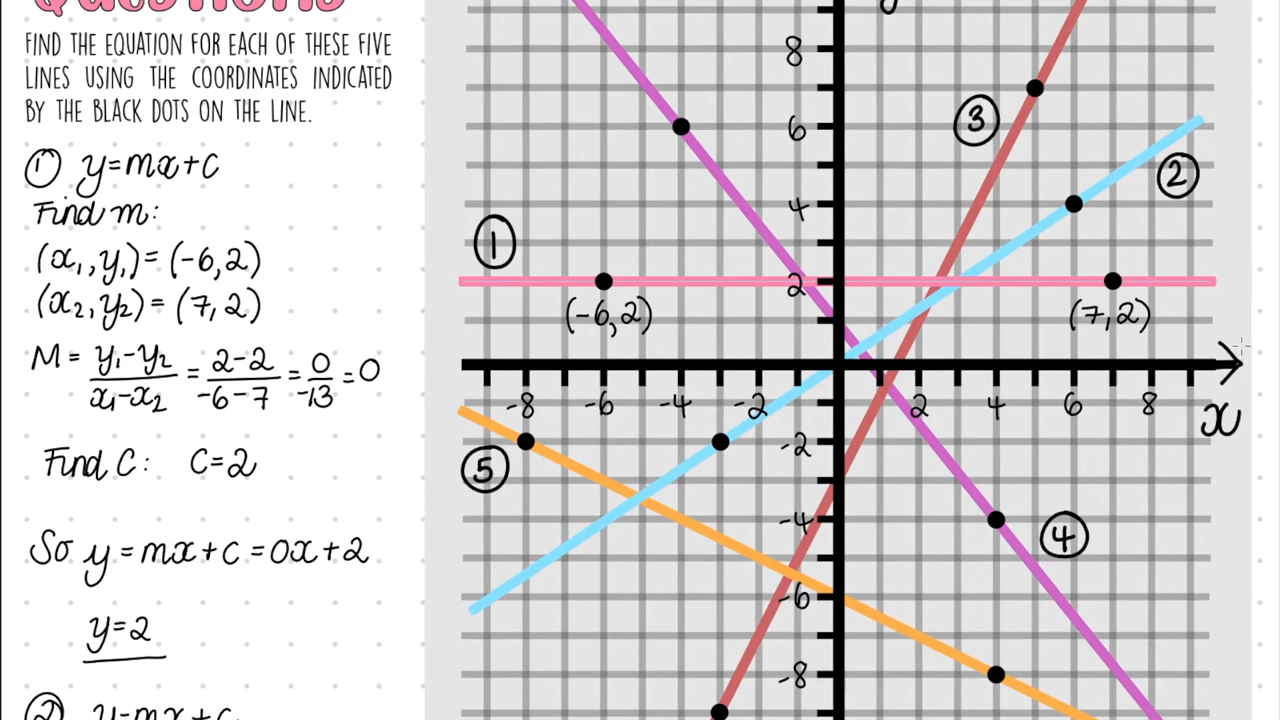 Questions
FIND THE EQUATION FOR EACH OF THESE FIVE
LINES USING THE COORDINATES INDICATED
BY THE BLACK DOTS ON THE LINE.
① y=mx+c
Find m:
(x₁,y₁)=(-6,2)
(x₂,y₂)=(7,2)
M = y₁-y₂ / x₁-x₂ = 2-2 / -6-7 = 0 / -13 = 0
Find C: C=2
So y=mx+c=0x+2
y=2
② y=mx+c
y
8
6
4
2
-2
-4
-6
-8
-8 -6 -4 -2 2 4 6 8
x
①
②
③
④
⑤
(-6,2)
(7,2)